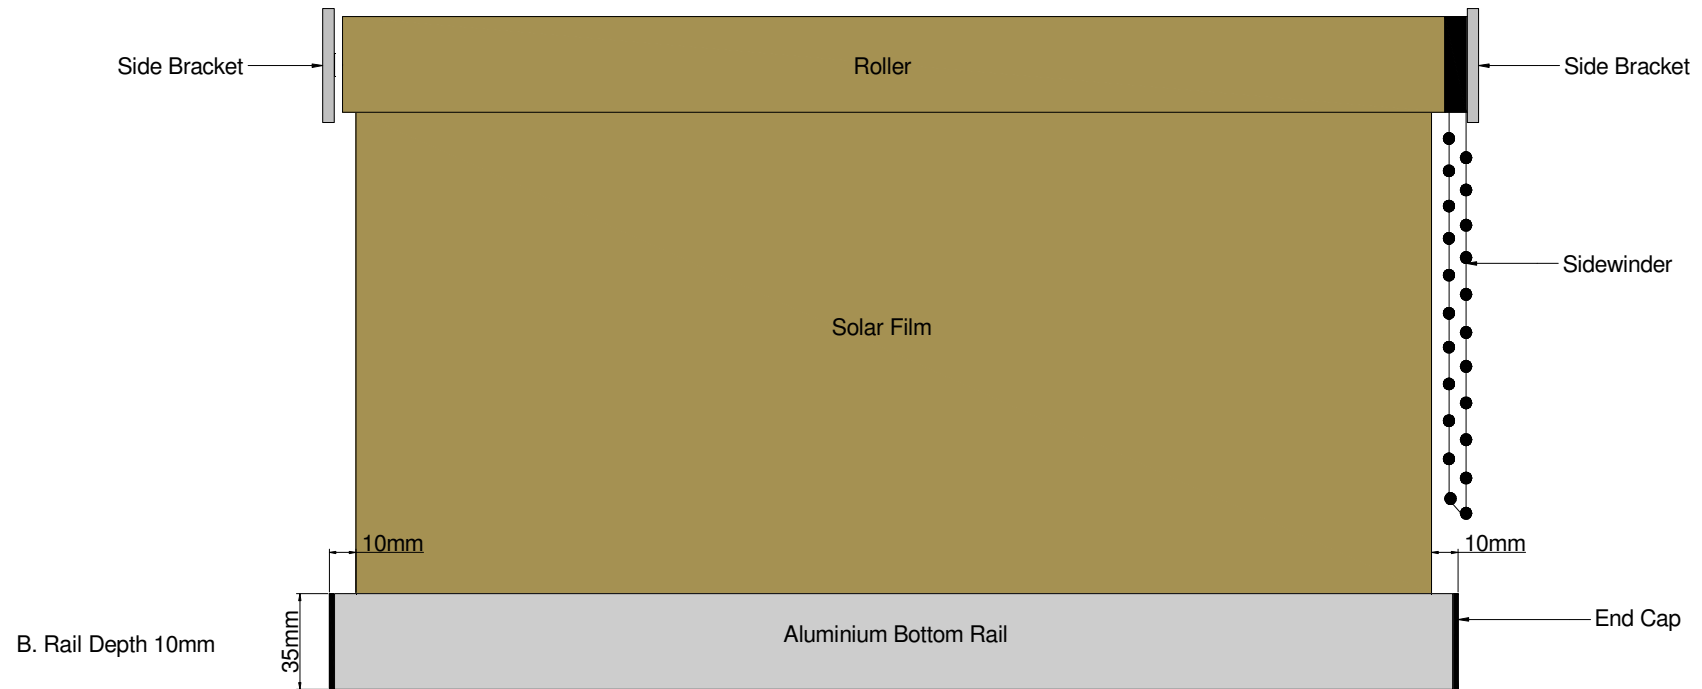 Side Bracket
Roller
Side Bracket
Sidewinder
Solar Film
10mm
10mm
35mm
B. Rail Depth 10mm
Aluminium Bottom Rail
End Cap